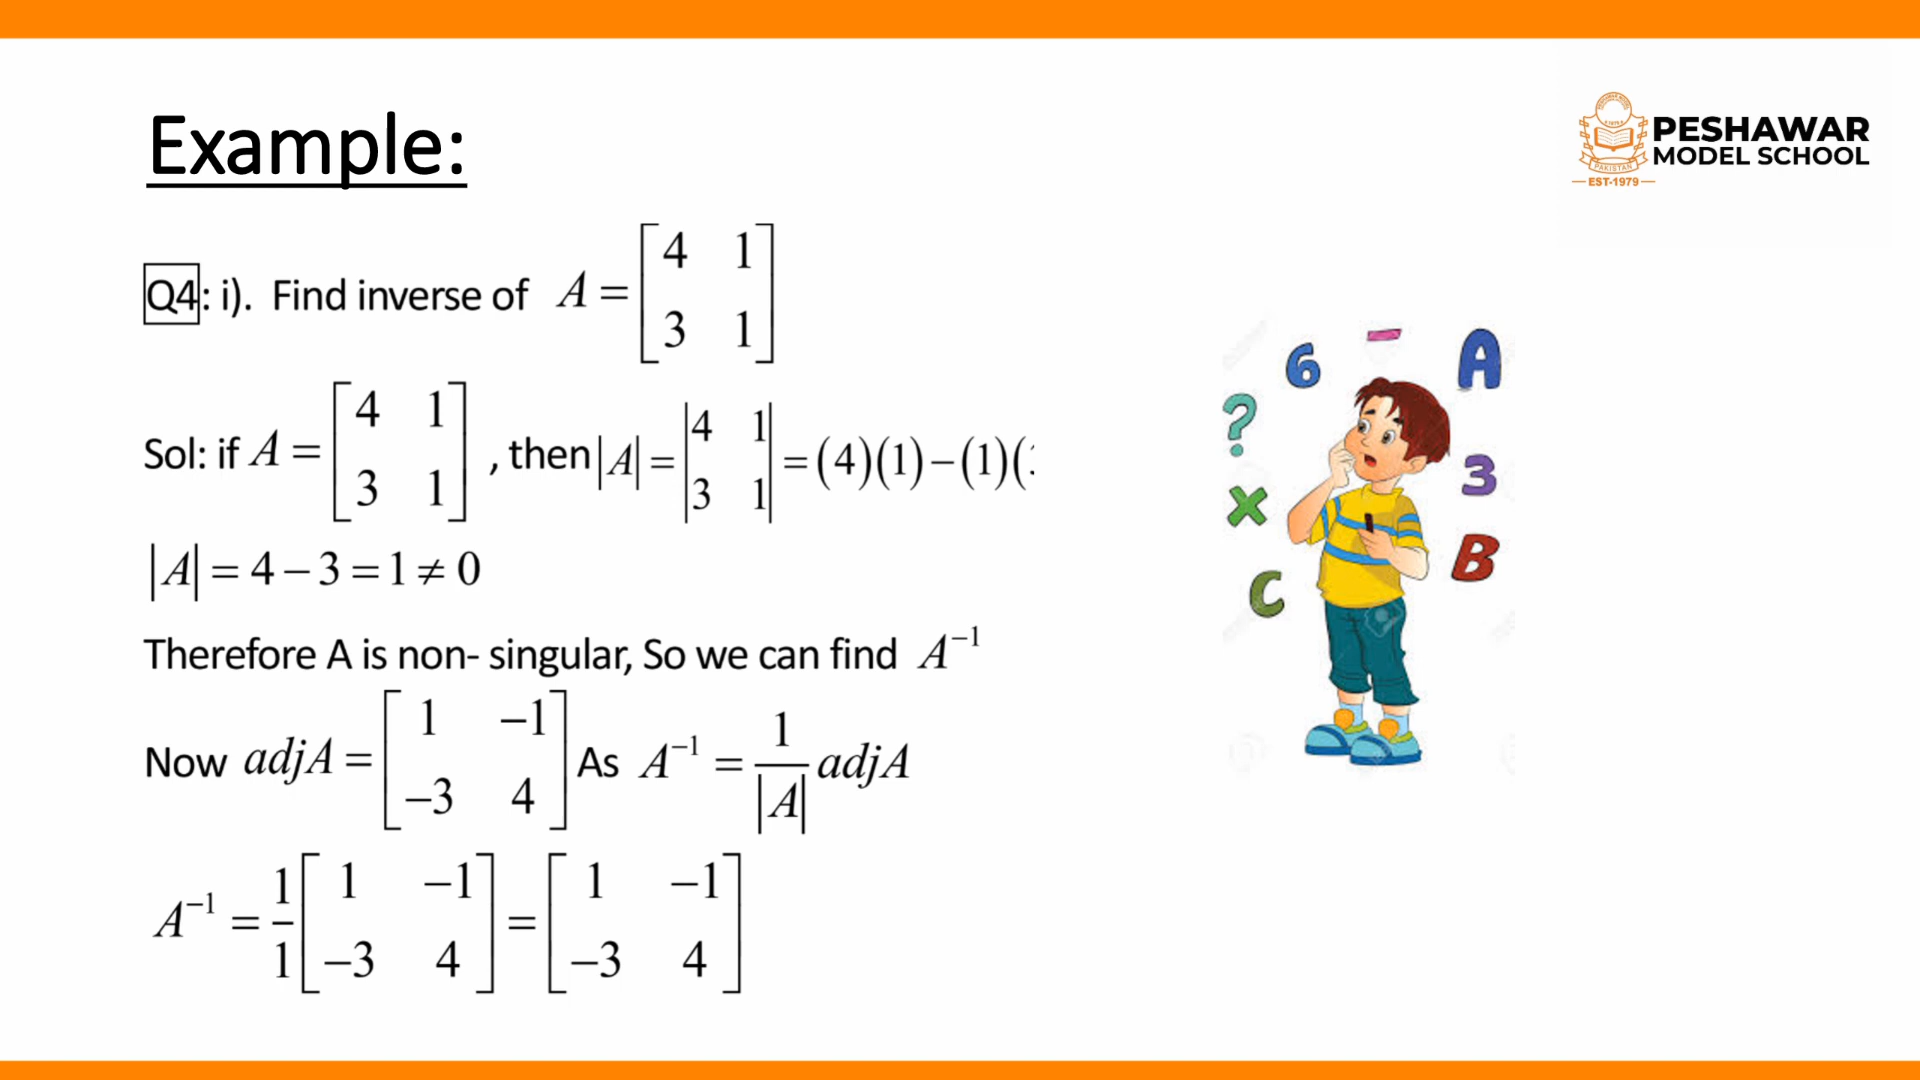 Example:
PESHAWAR
MODEL SCHOOL
PAKISTAN
EST-1979
Q4: i). Find inverse of A = [4 1; 3 1]
Sol: if A = [4 1; 3 1] , then |A| = |4 1; 3 1| = (4)(1) − (1)(
|A| = 4 − 3 = 1 ≠ 0
Therefore A is non- singular, So we can find A⁻¹
Now adjA = [1 −1; −3 4] As A⁻¹ = 1/|A| adjA
A⁻¹ = 1/1 [1 −1; −3 4] = [1 −1; −3 4]
6 − A
?
3
×
B
C